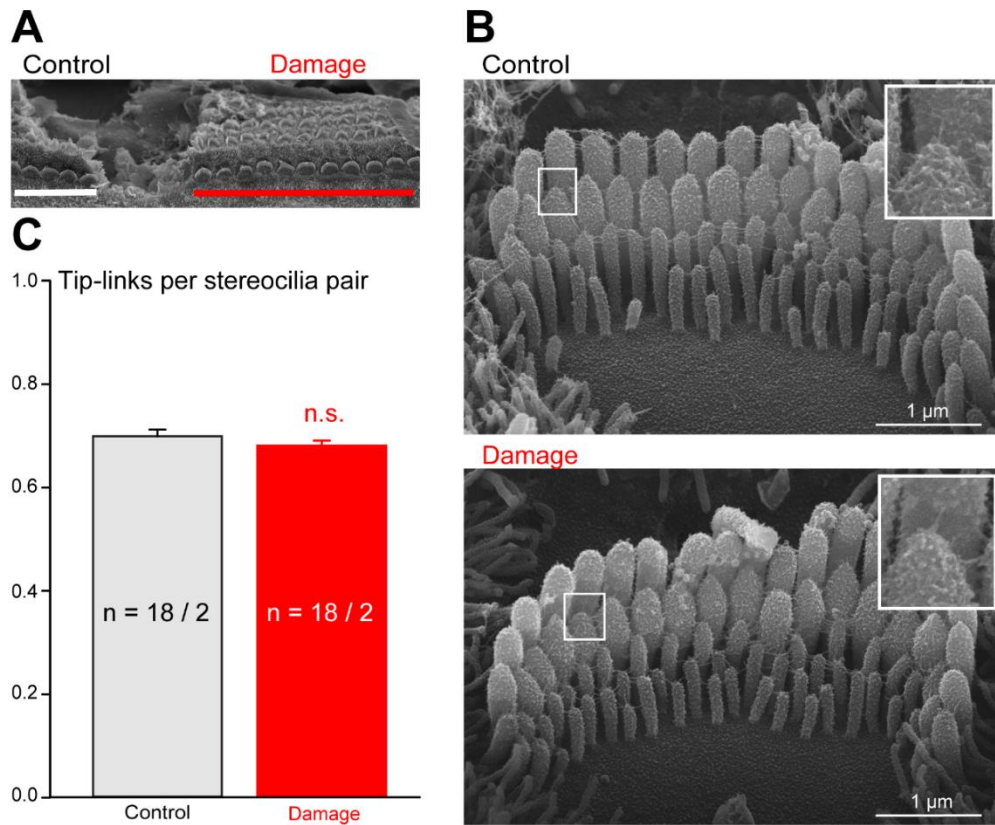 A
Control
Damage
B
Control
1 µm
Damage
1 µm
C
Tip-links per stereocilia pair
1.0
0.8
0.6
0.4
0.2
0.0
n.s.
n = 18 / 2
n = 18 / 2
Control
Damage